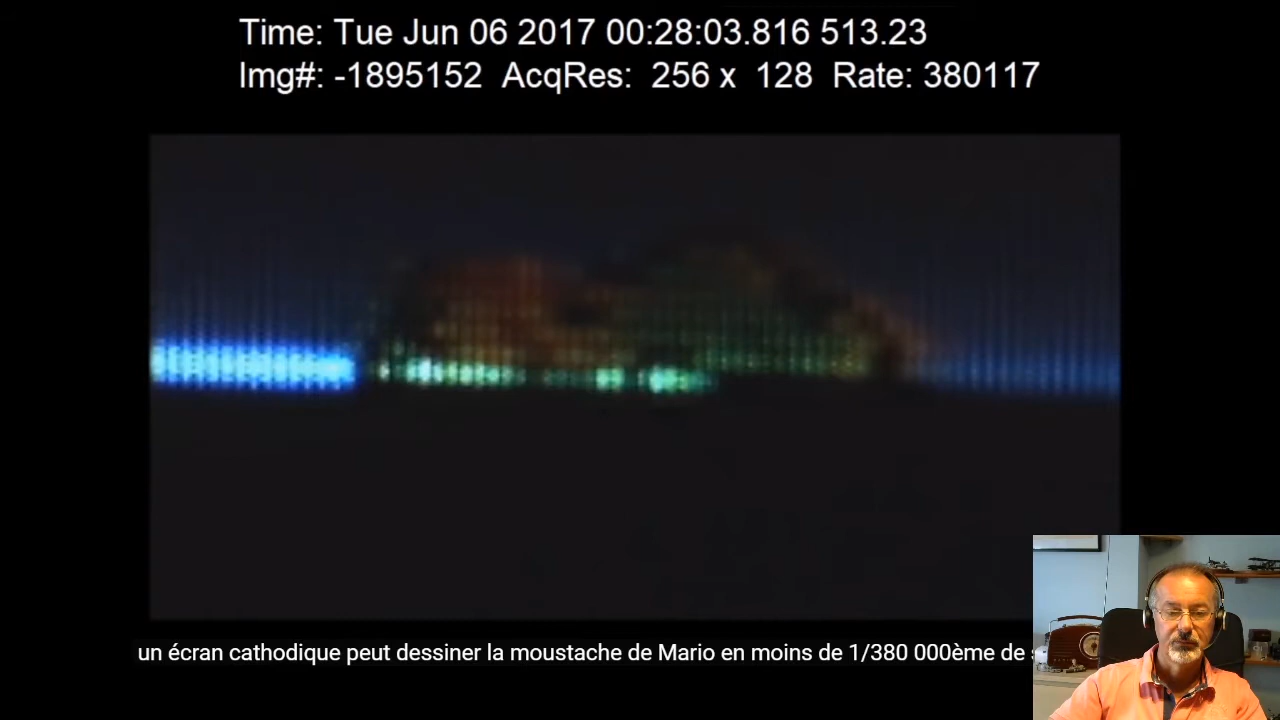 Time: Tue Jun 06 2017 00:28:03.816 513.23
Img#: -1895152 AcqRes: 256 x 128 Rate: 380117
un écran cathodique peut dessiner la moustache de Mario en moins de 1/380 000ème de